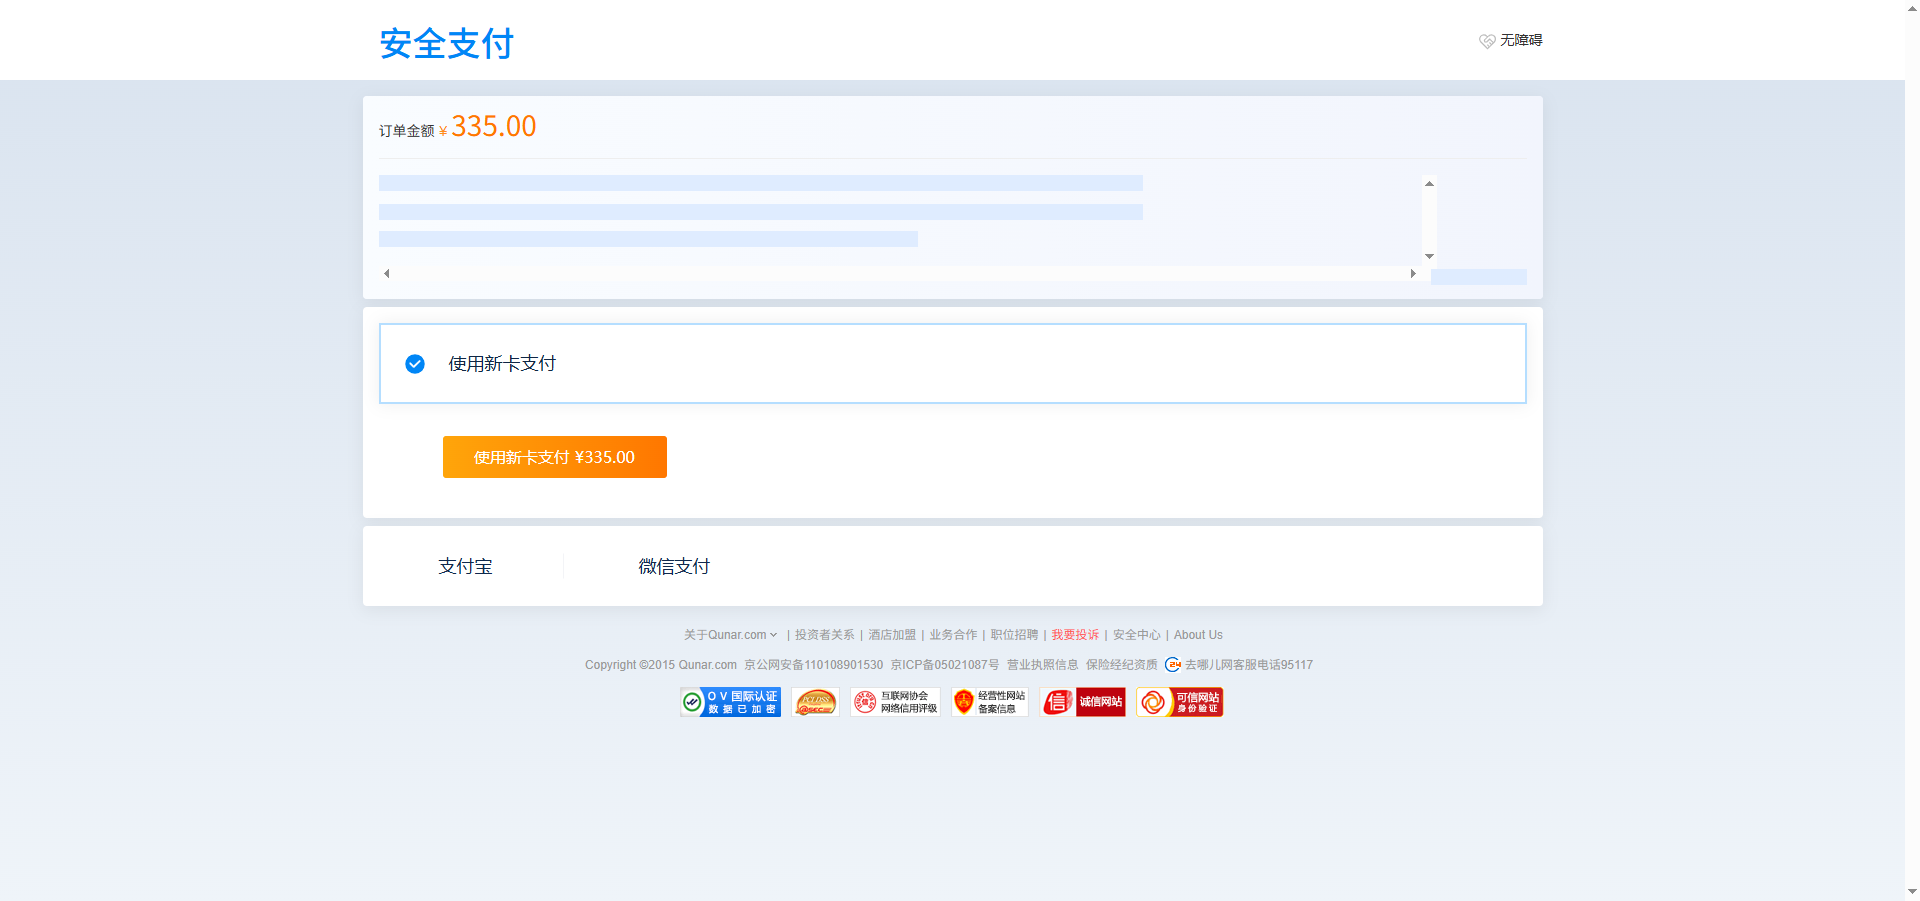 安全支付
无障碍
订单金额 ¥ 335.00
使用新卡支付
使用新卡支付 ¥335.00
支付宝 微信支付
关于Qunar.com | 投资者关系 | 酒店加盟 | 业务合作 | 职位招聘 | 我要投诉 | 安全中心 | About Us
Copyright ©2015 Qunar.com 京公网安备110108901530 京ICP备05021087号 营业执照信息 保险经纪资质 去哪儿网客服电话95117
OV 国际认证
数据已加密
互联网协会
网络信用评级
经营性网站
备案信息
信 诚信网站
可信网站
身份验证